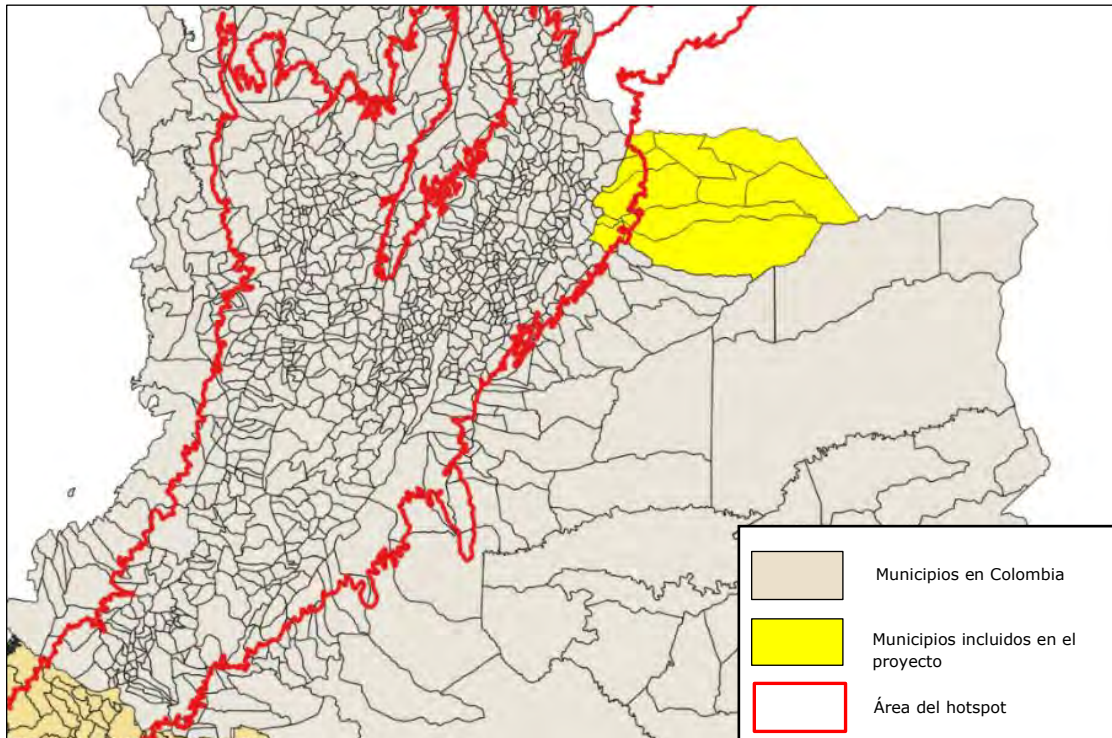 Municipios en Colombia
Municipios incluidos en el
proyecto
Área del hotspot